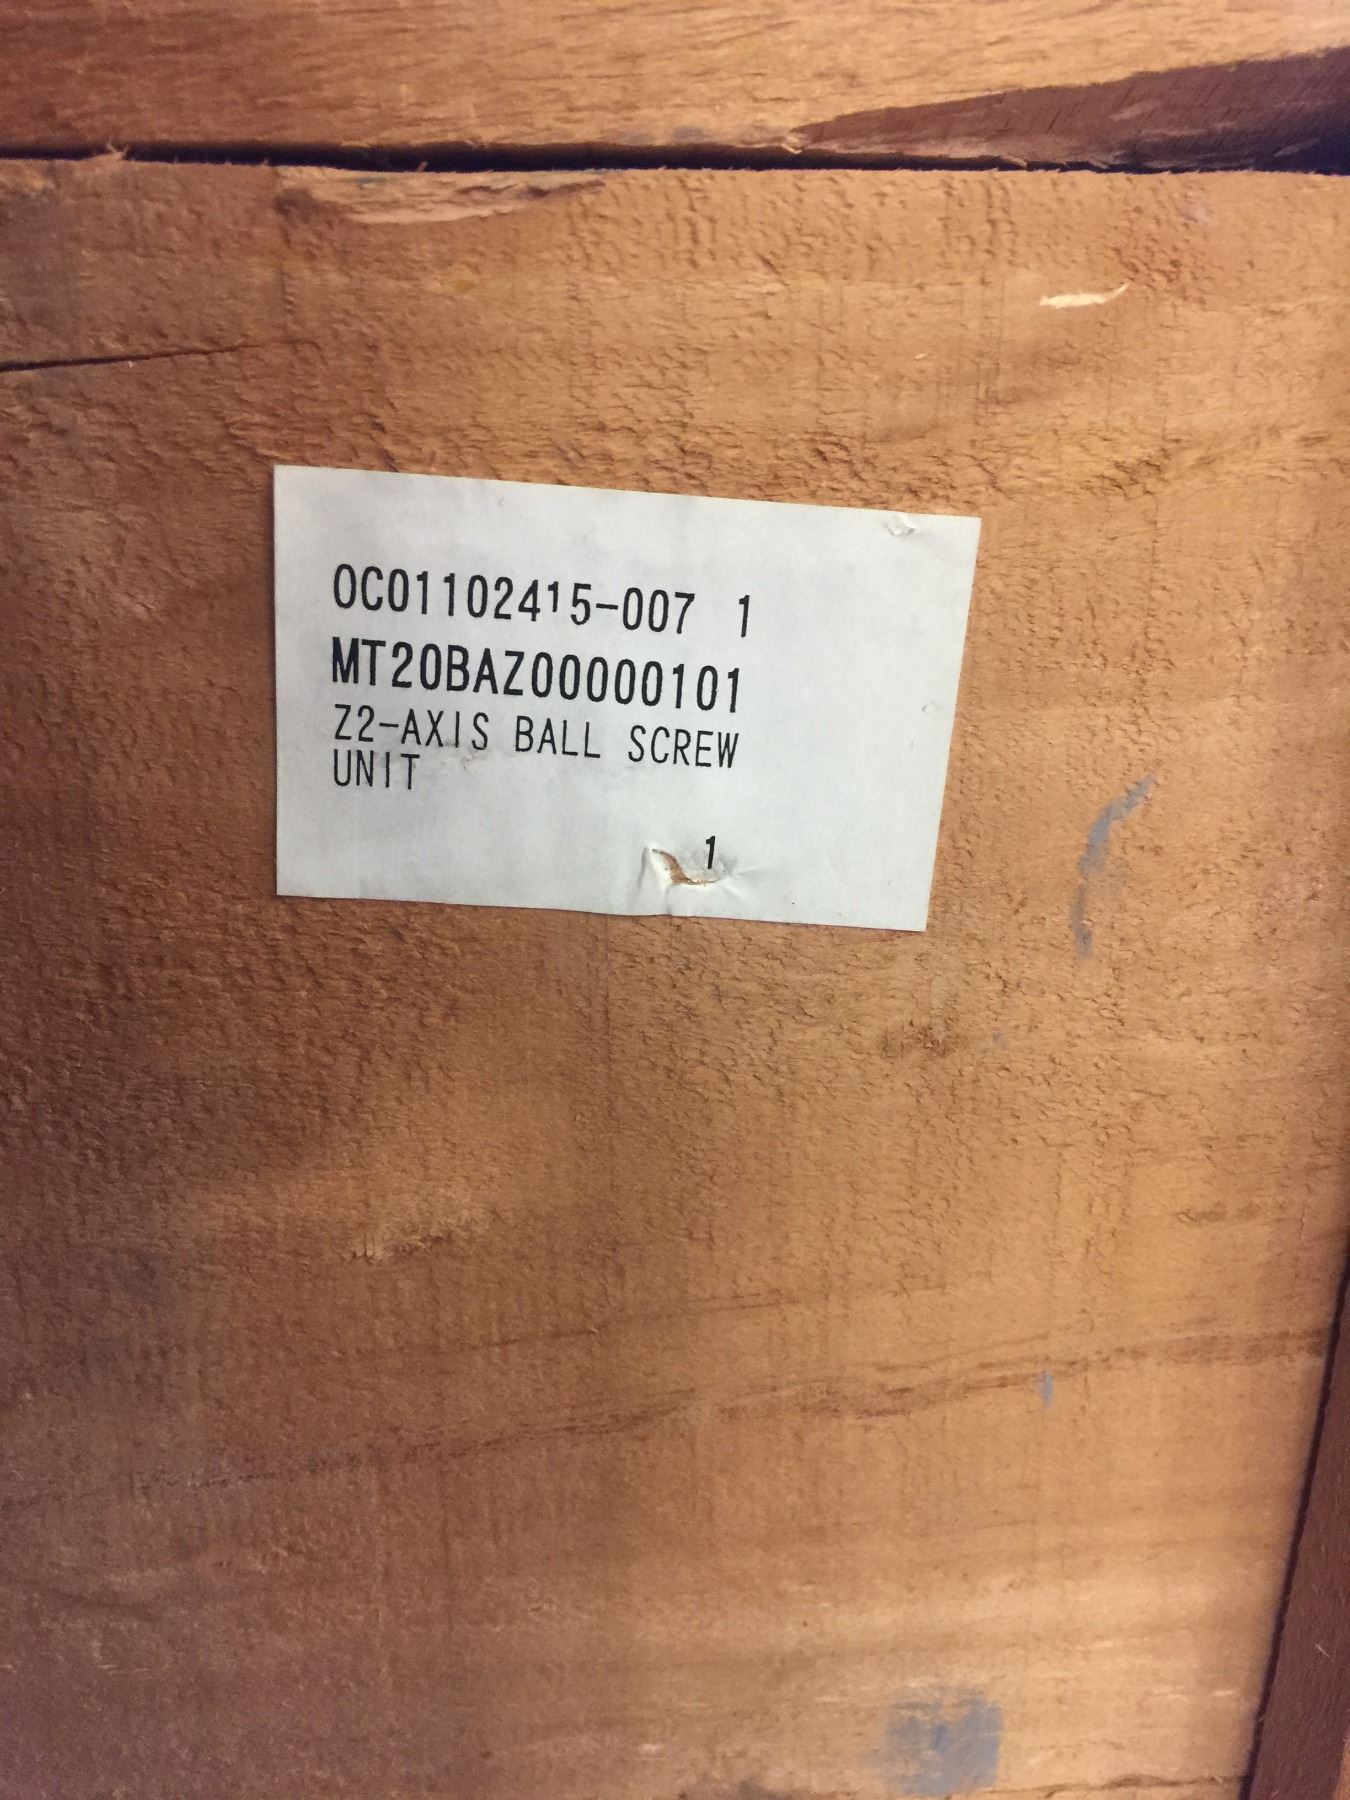 OC01102415-007 1
MT20BAZ00000101
Z2-AXIS BALL SCREW
UNIT
1